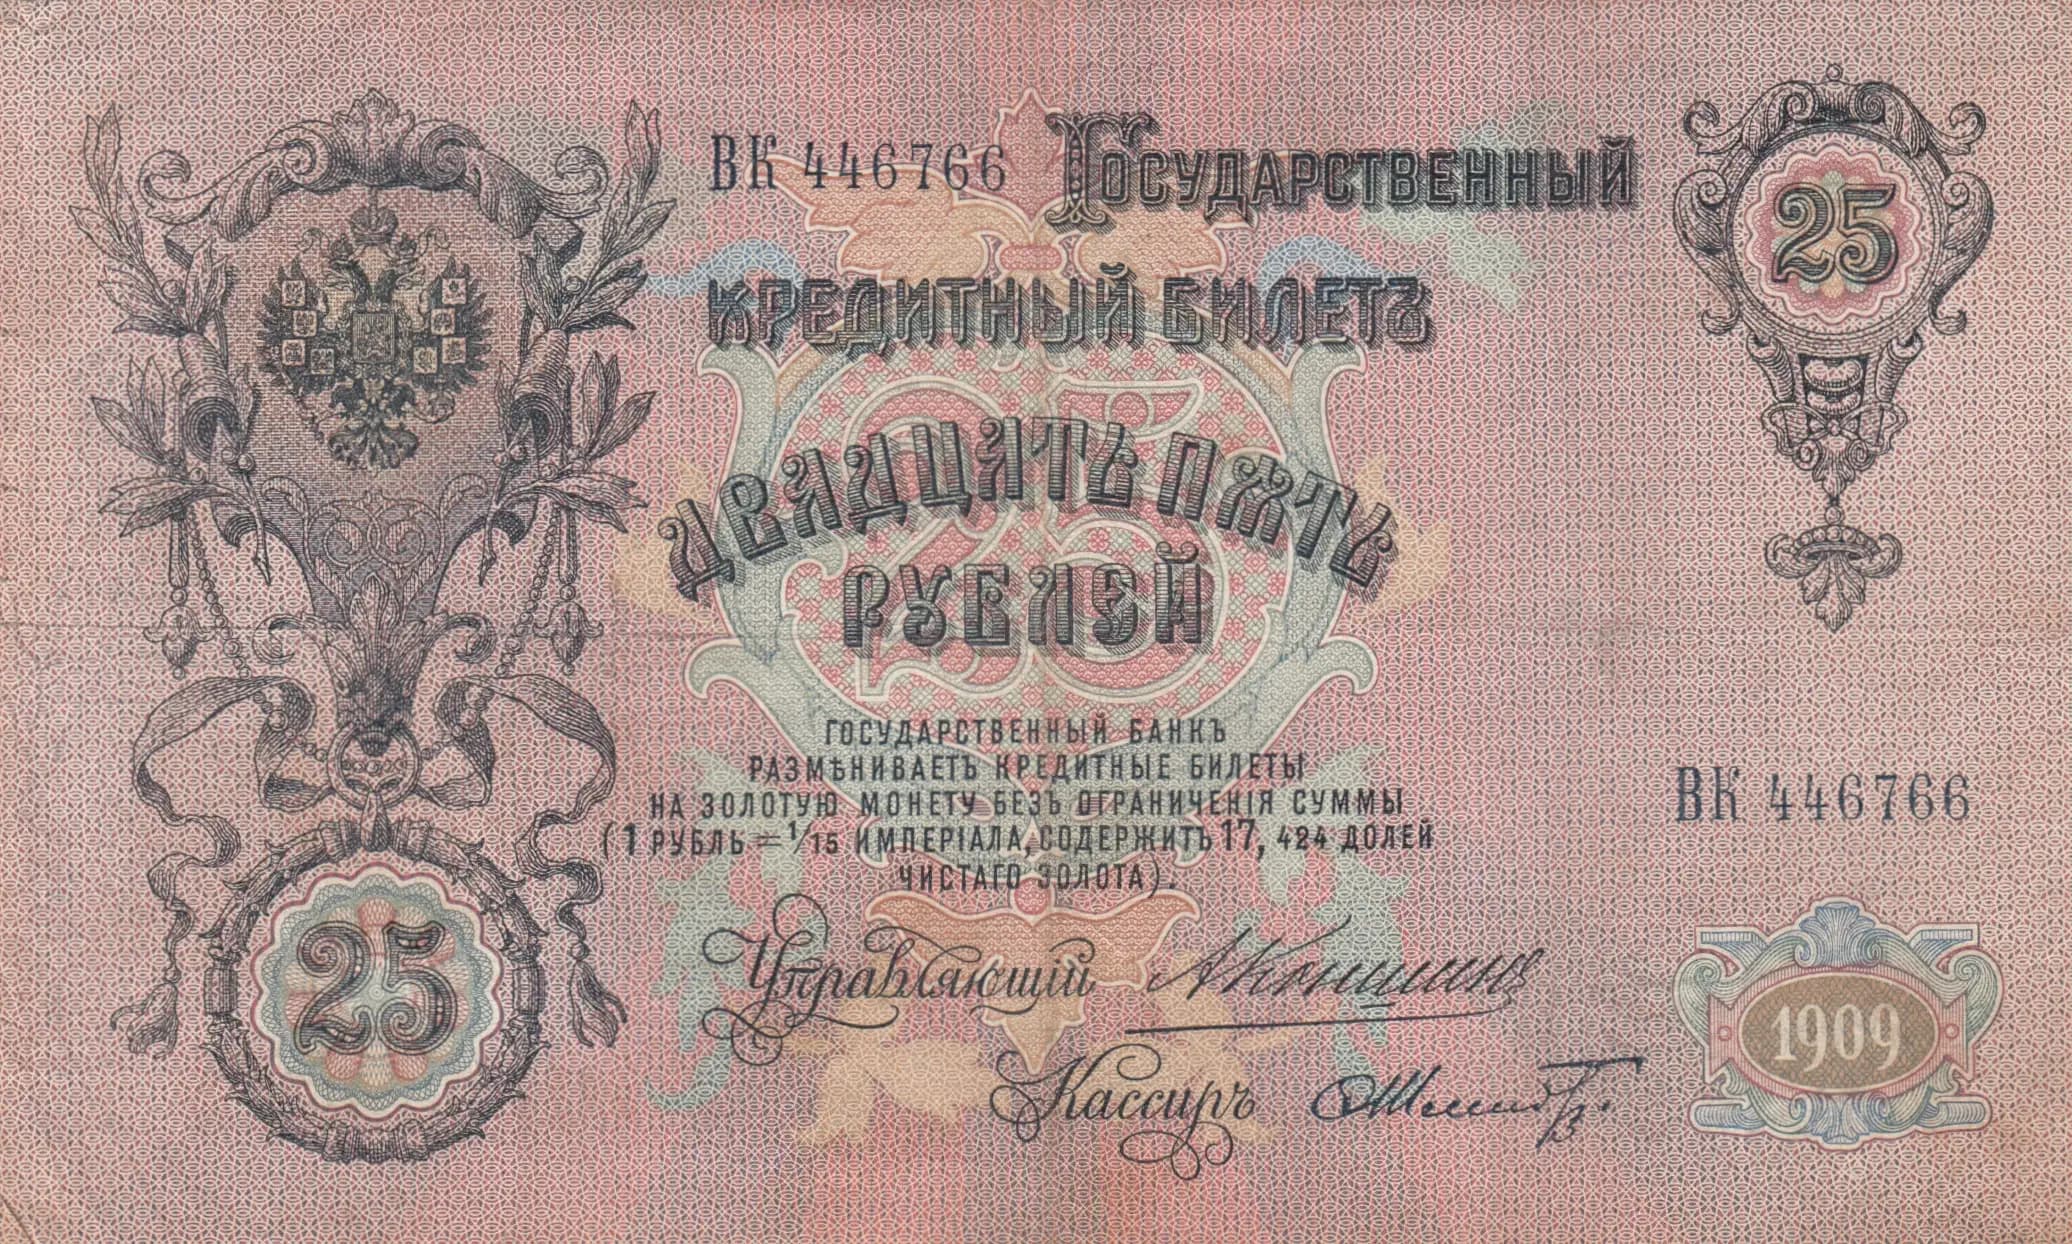 ВК 446766 Государственный
25
КРЕДИТНЫЙ БИЛЕТЪ
25
ДВАДЦАТЬ ПЯТЬ
РУБЛЕЙ
ГОСУДАРСТВЕННЫЙ БАНКЪ
РАЗМѢНИВАЕТЪ КРЕДИТНЫЕ БИЛЕТЫ
НА ЗОЛОТУЮ МОНЕТУ БЕЗЪ ОГРАНИЧЕНІЯ СУММЫ
(1 РУБЛЬ = 1/15 ИМПЕРІАЛА, СОДЕРЖИТЪ 17, 424 ДОЛЕЙ
ЧИСТАГО ЗОЛОТА).
ВК 446766
25
Управляющій
Кассиръ
1909